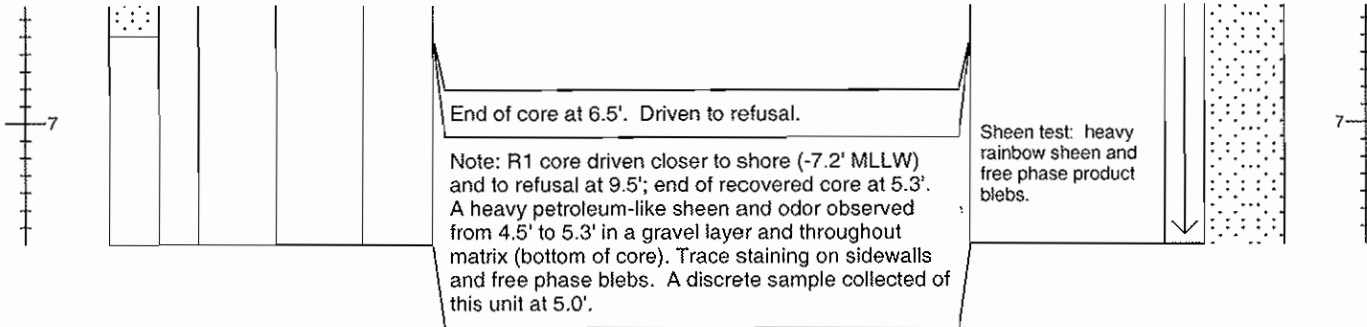 7
End of core at 6.5'. Driven to refusal.
7
Note: R1 core driven closer to shore (-7.2' MLLW)
and to refusal at 9.5'; end of recovered core at 5.3'.
A heavy petroleum-like sheen and odor observed
from 4.5' to 5.3' in a gravel layer and throughout
matrix (bottom of core). Trace staining on sidewalls
and free phase blebs. A discrete sample collected of
this unit at 5.0'.
Sheen test: heavy
rainbow sheen and
free phase product
blebs.